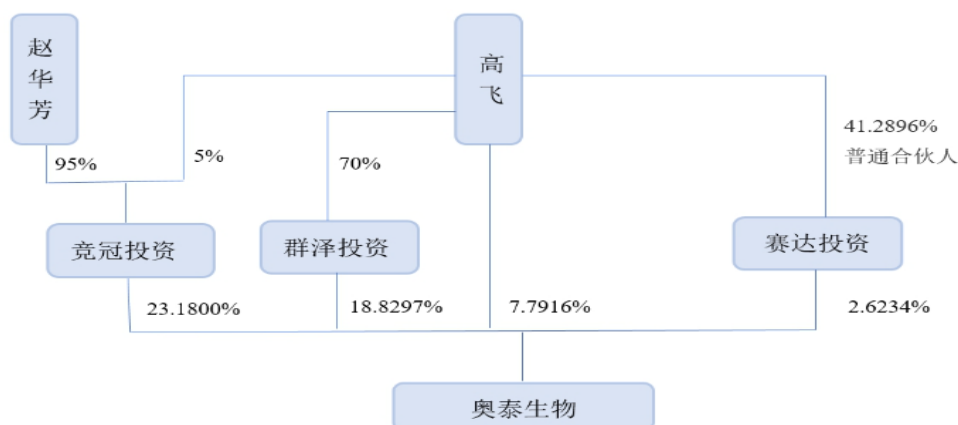 赵华芳
高飞
95%
5%
70%
41.2896%
普通合伙人
竞冠投资
群泽投资
赛达投资
23.1800%
18.8297%
7.7916%
2.6234%
奥泰生物